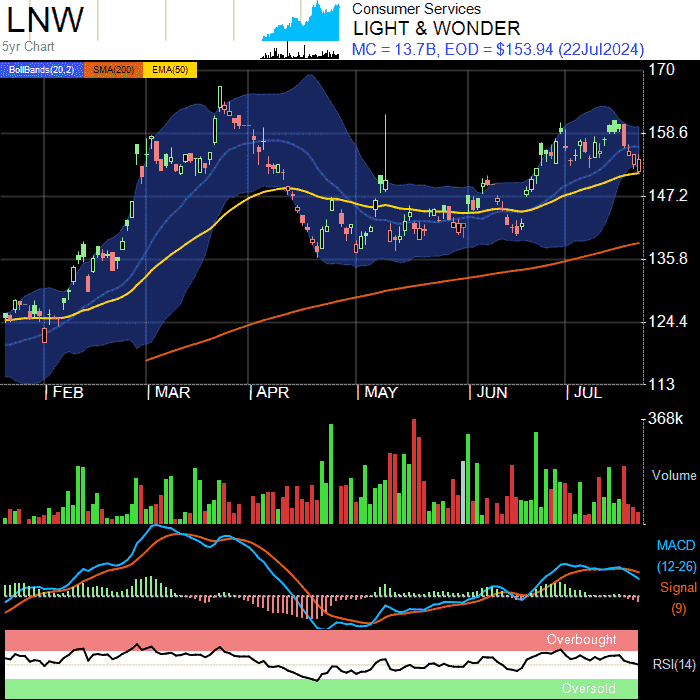 LNW
5yr Chart
Consumer Services
LIGHT & WONDER
MC = 13.7B, EOD = $153.94 (22Jul2024)
BollBands(20,2) SMA(200) EMA(50)
170
158.6
147.2
135.8
124.4
113
FEB MAR APR MAY JUN JUL
368k
Volume
MACD
(12-26)
Signal
(9)
Overbought
RSI(14)
Oversold